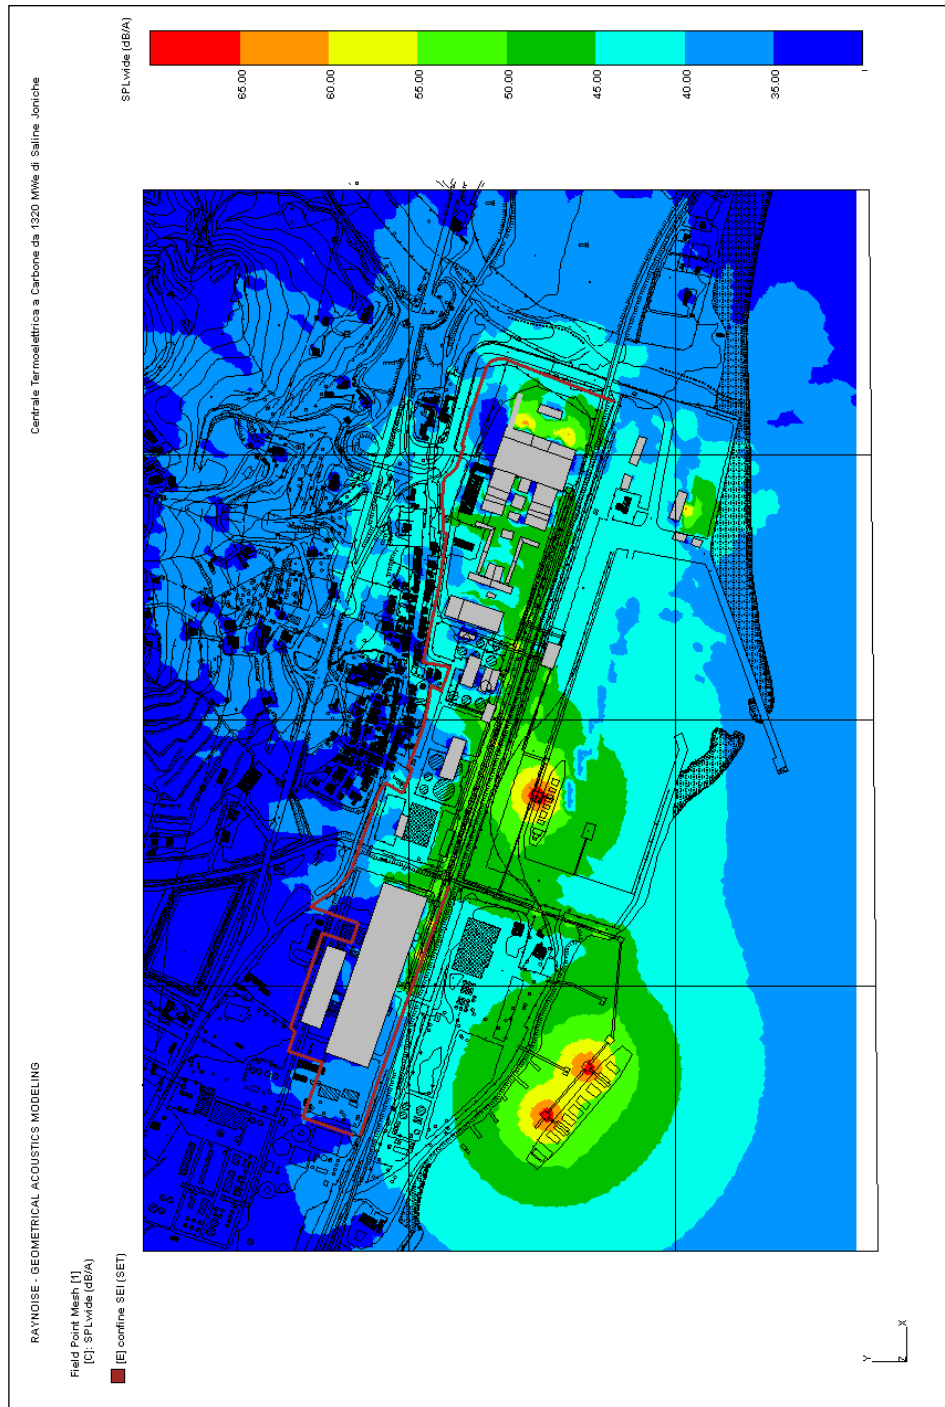 RAYNOISE - GEOMETRICAL ACOUSTICS MODELING
Centrale Termoelettrica a Carbone da 1320 MWe di Saline Joniche
Field Point Mesh [1]
[C]: SPLwide (dB/A)
[E] confine SEI (SET)
SPLwide (dB/A)
65.00
60.00
55.00
50.00
45.00
40.00
35.00
Y
Z
X